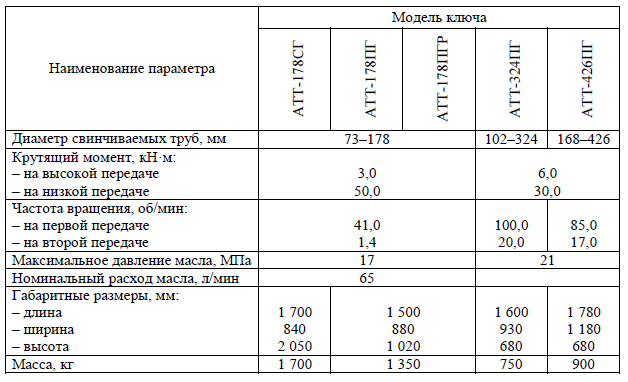 Наименование параметра
Модель ключа
АТТ-178СГ
АТТ-178ПГ
АТТ-178ПГР
АТТ-324ПГ
АТТ-426ПГ
Диаметр свинчиваемых труб, мм 73–178 102–324 168–426
Крутящий момент, кН·м:
– на высокой передаче 3,0 6,0
– на низкой передаче 50,0 30,0
Частота вращения, об/мин:
– на первой передаче 41,0 100,0 85,0
– на второй передаче 1,4 20,0 17,0
Максимальное давление масла, МПа 17 21
Номинальный расход масла, л/мин 65
Габаритные размеры, мм:
– длина 1 700 1 500 1 600 1 780
– ширина 840 880 930 1 180
– высота 2 050 1 020 680 680
Масса, кг 1 700 1 350 750 900